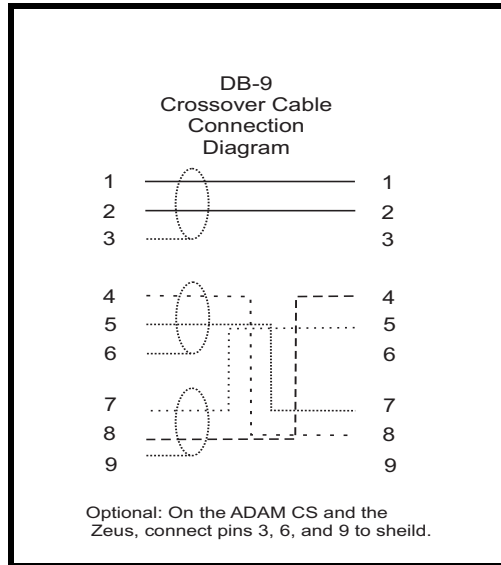 DB-9
Crossover Cable
Connection
Diagram
1 1
2 2
3 3
4 4
5 5
6 6
7 7
8 8
9 9
Optional: On the ADAM CS and the
Zeus, connect pins 3, 6, and 9 to sheild.